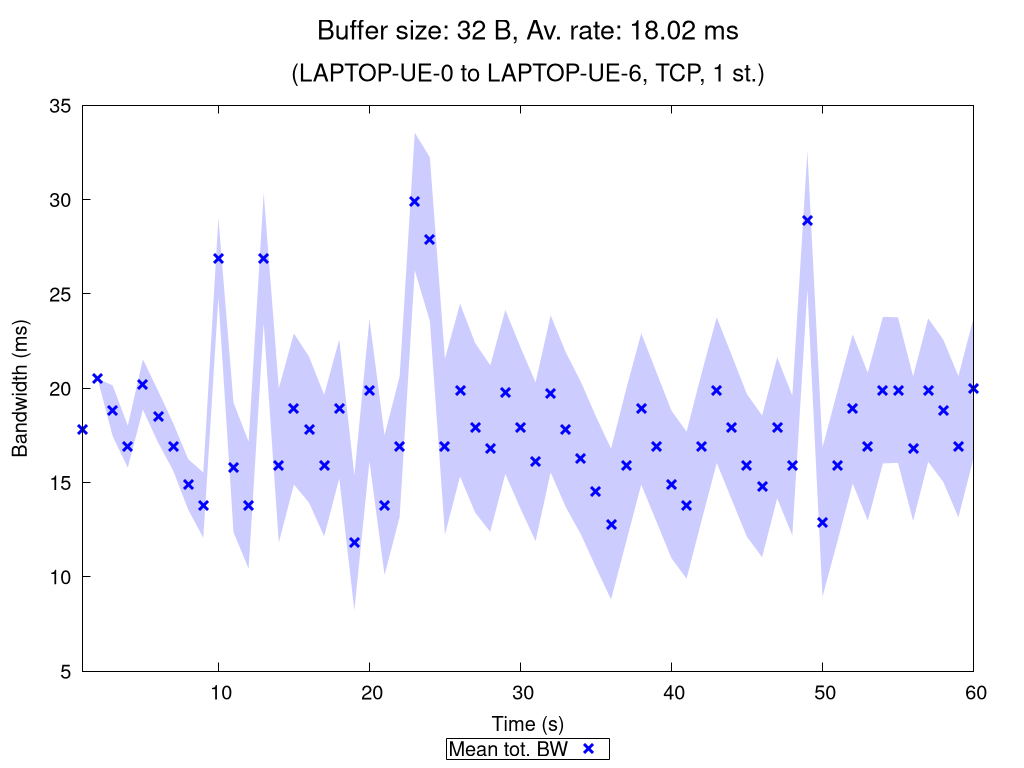 Buffer size: 32 B, Av. rate: 18.02 ms
(LAPTOP-UE-0 to LAPTOP-UE-6, TCP, 1 st.)
35
30
25
20
15
10
5
Bandwidth (ms)
10 20 30 40 50 60
Time (s)
Mean tot. BW